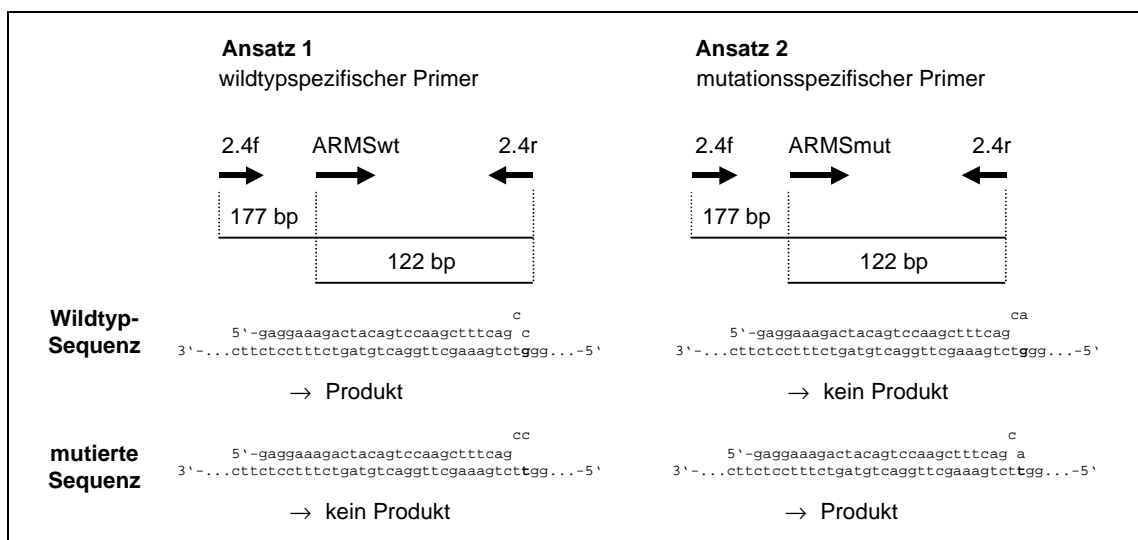 Ansatz 1
wildtypspezifischer Primer
Ansatz 2
mutationsspezifischer Primer
2.4f ARMSwt 2.4r
2.4f ARMSmut 2.4r
177 bp
177 bp
122 bp
122 bp
Wildtyp-
Sequenz
c
5‘-gaggaaagactacagtccaagctttcag c
3‘-...cttctcctttctgatgtcaggttcgaaagtctggg...-5‘
→ Produkt
ca
5‘-gaggaaagactacagtccaagctttcag
3‘-...cttctcctttctgatgtcaggttcgaaagtctggg...-5‘
→ kein Produkt
mutierte
Sequenz
cc
5‘-gaggaaagactacagtccaagctttcag
3‘-...cttctcctttctgatgtcaggttcgaaagtcttgg...-5‘
→ kein Produkt
c
5‘-gaggaaagactacagtccaagctttcag a
3‘-...cttctcctttctgatgtcaggttcgaaagtcttgg...-5‘
→ Produkt